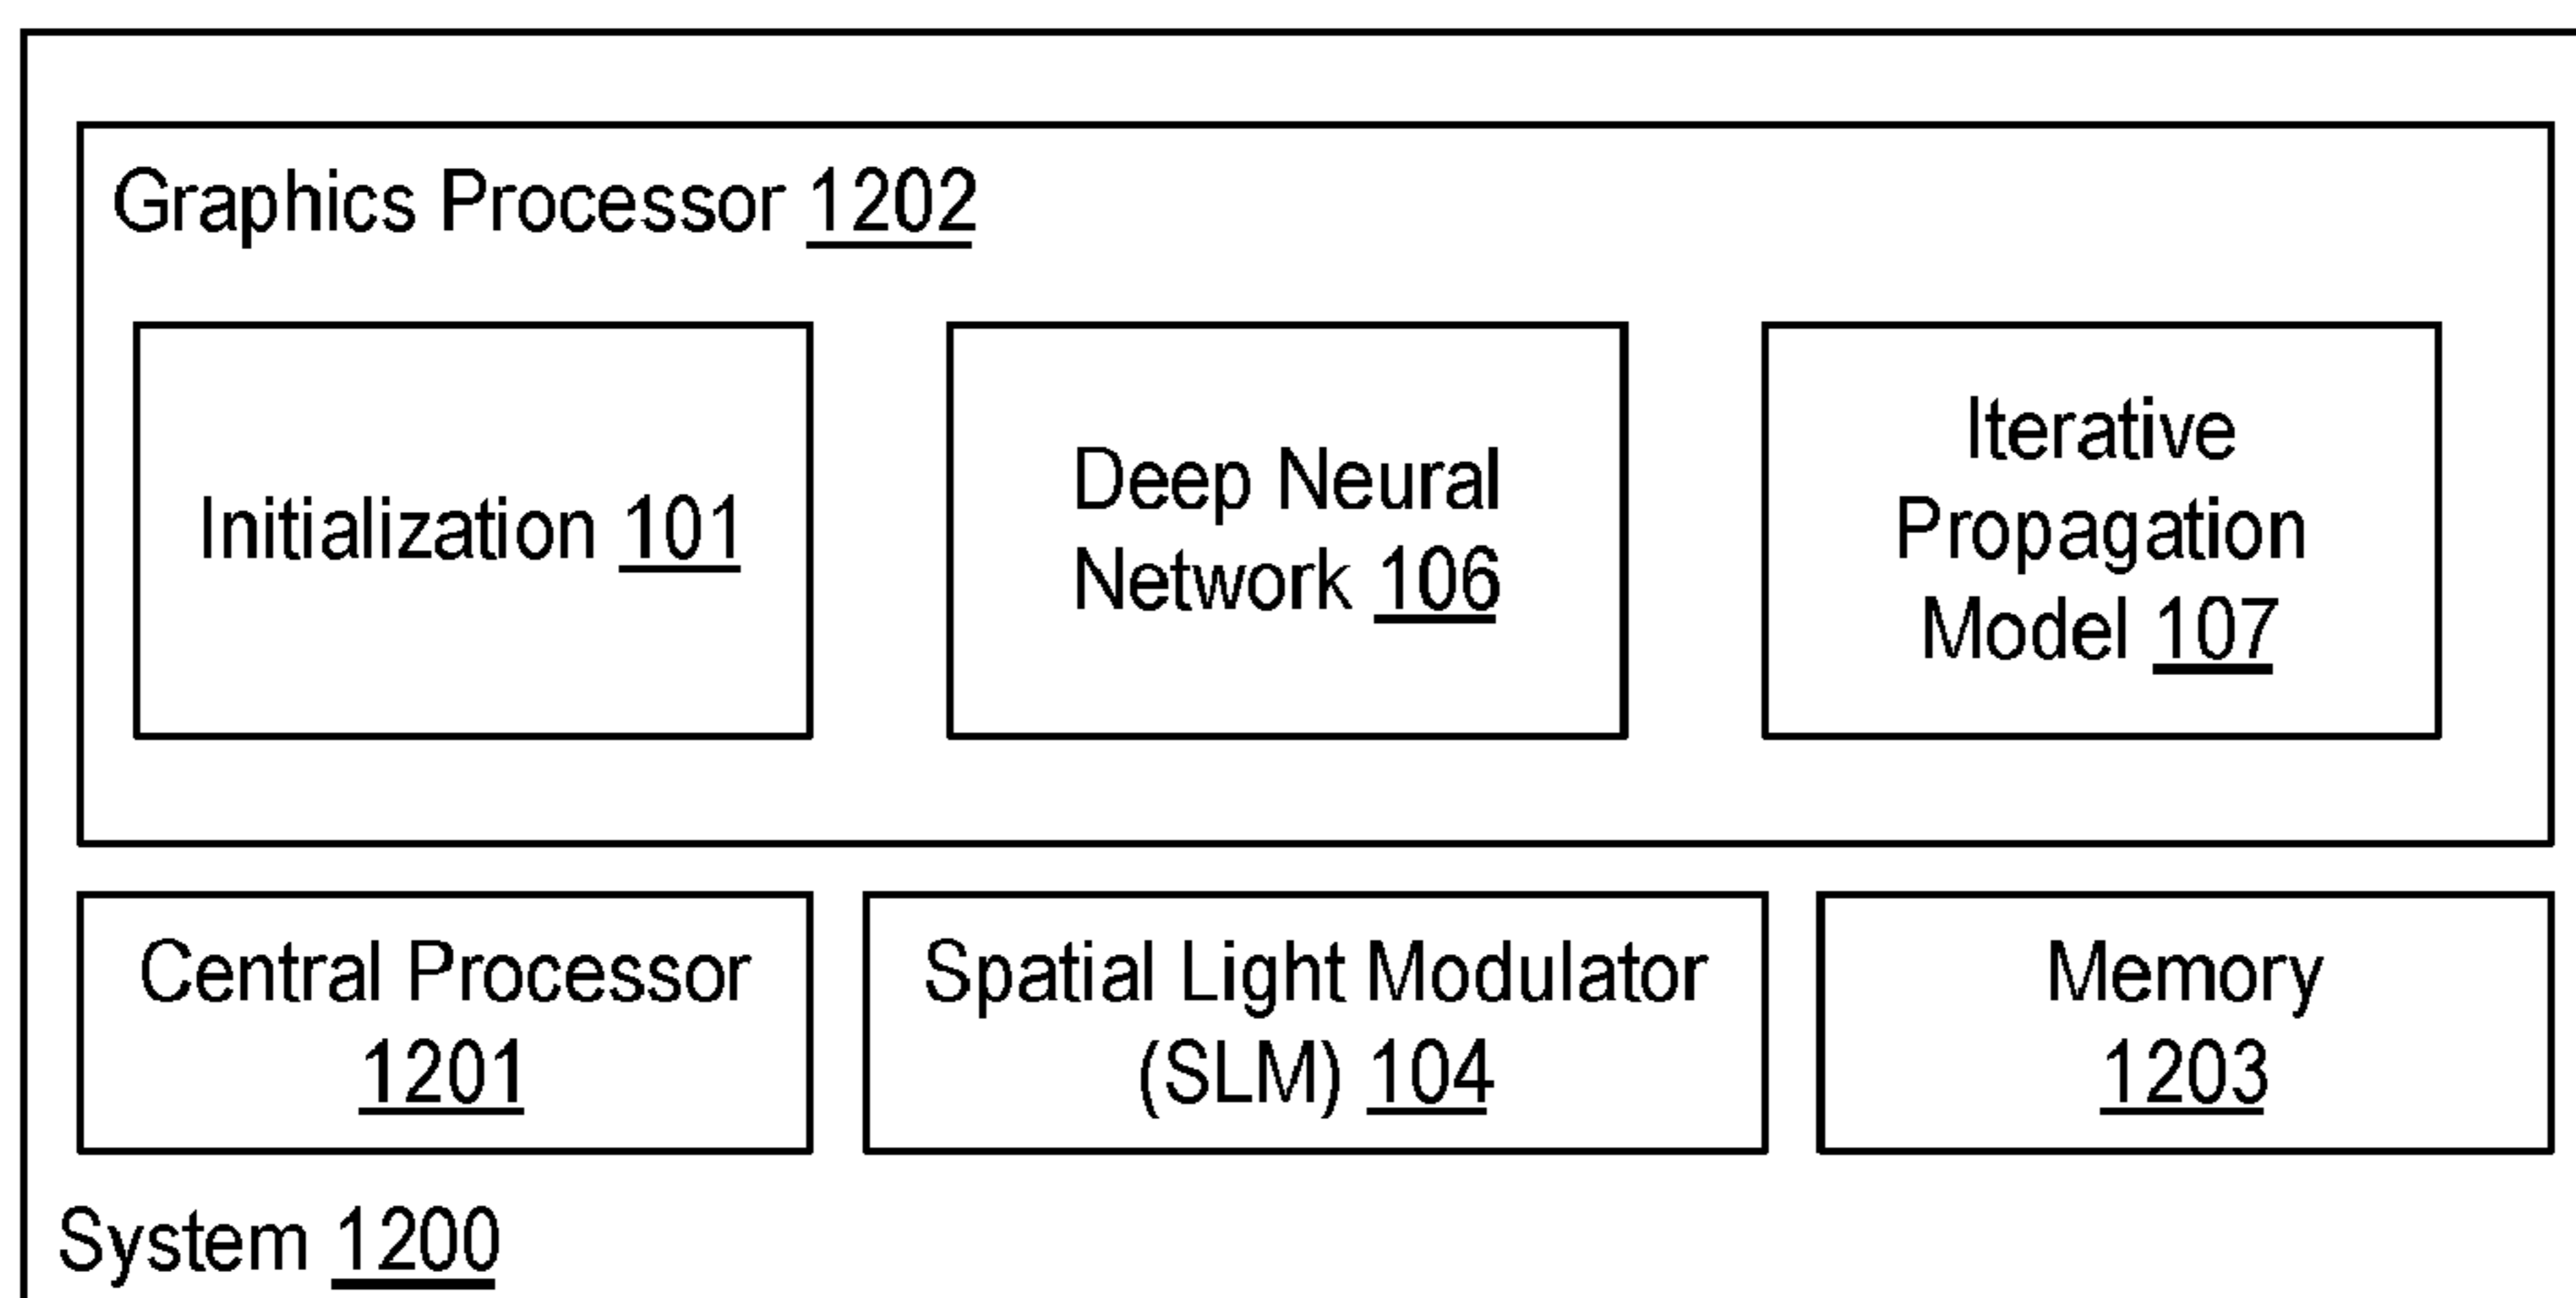 Graphics Processor 1202
Initialization 101
Deep Neural
Network 106
Iterative
Propagation
Model 107
Central Processor
1201
Spatial Light Modulator
(SLM) 104
Memory
1203
System 1200